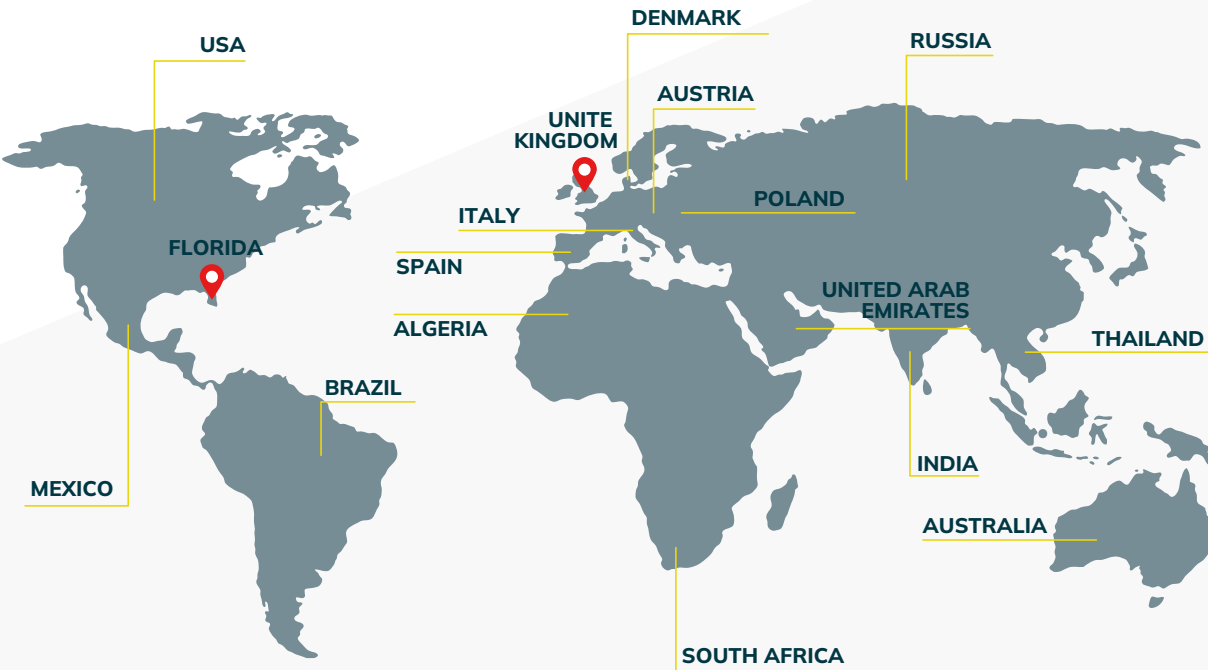 DENMARK
RUSSIA
USA
AUSTRIA
UNITE
KINGDOM
POLAND
ITALY
FLORIDA
SPAIN
UNITED ARAB
EMIRATES
ALGERIA
THAILAND
BRAZIL
INDIA
MEXICO
AUSTRALIA
SOUTH AFRICA